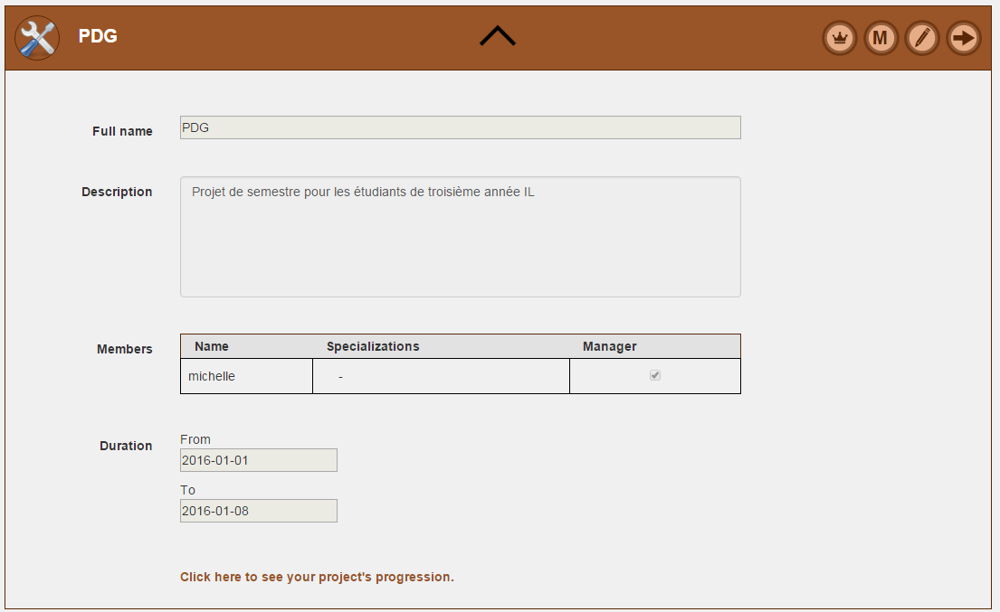 PDG
M
Full name
PDG
Description
Projet de semestre pour les étudiants de troisième année IL
Members
Name Specializations Manager
michelle -
Duration
From
2016-01-01
To
2016-01-08
Click here to see your project's progression.